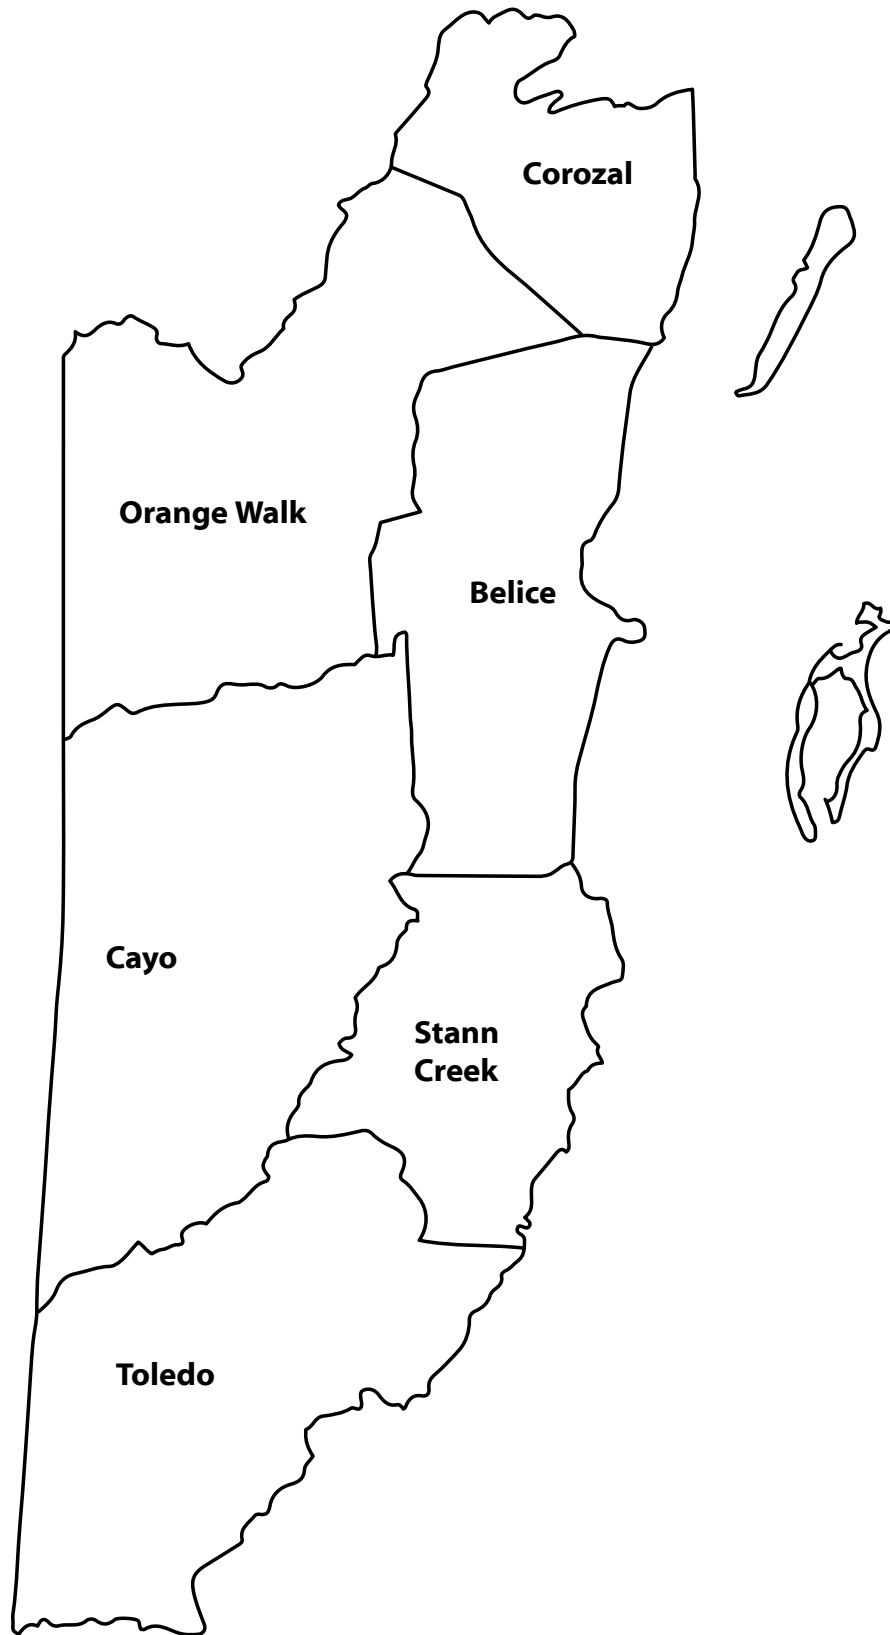 Corozal
Orange Walk
Belice
Cayo
Stann
Creek
Toledo